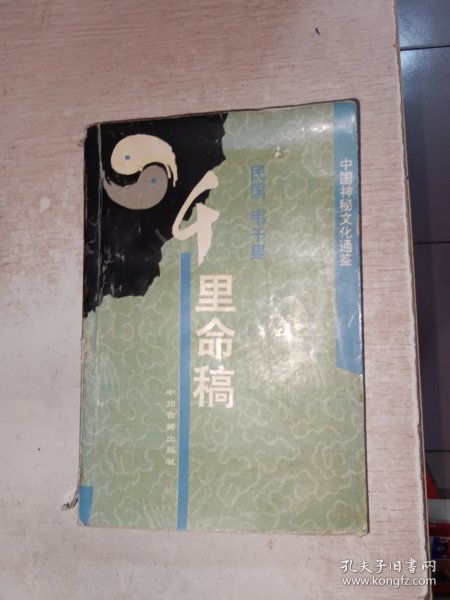 中国神秘文化通鉴
民国 韦千里
千里命稿
中州古籍出版社
孔夫子旧书网
www.kongfz.com